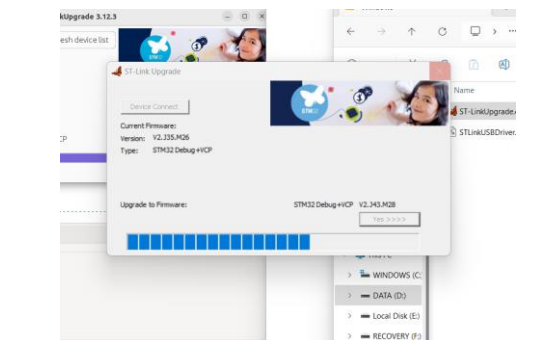 kUpgrade 3.12.3
esh device list
ST-Link Upgrade
Device Connect
Current Firmware:
Version: V2.J35.M26
Type: STM32 Debug+VCP
Upgrade to Firmware: STM32 Debug+VCP V2.J43.M28
Yes >>>>
CP
Name
ST-LinkUpgrade.
STLinkUSBDriver.
WINDOWS (C:
DATA (D:)
Local Disk (E:)
RECOVERY (F:)